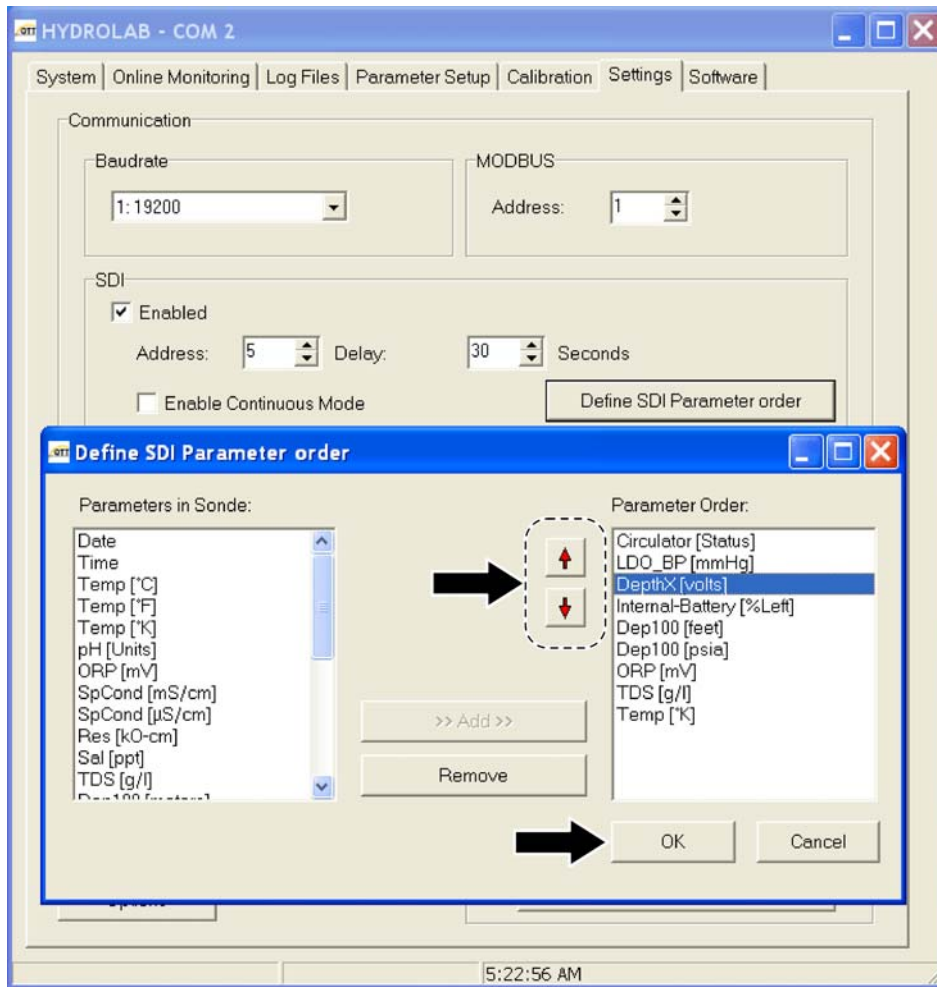 OTT HYDROLAB - COM 2
System Online Monitoring Log Files Parameter Setup Calibration Settings Software
Communication
Baudrate
MODBUS
1: 19200
Address: 1
SDI
Enabled
Address: 5 Delay: 30 Seconds
Enable Continuous Mode
Define SDI Parameter order
OTT Define SDI Parameter order
Parameters in Sonde:
Date
Time
Temp [°C]
Temp [°F]
Temp [°K]
pH [Units]
ORP [mV]
SpCond [mS/cm]
SpCond [µS/cm]
Res [kO-cm]
Sal [ppt]
TDS [g/l]
>> Add >>
Remove
Parameter Order:
Circulator [Status]
LDO_BP [mmHg]
DepthX [volts]
Internal-Battery [%Left]
Dep100 [feet]
Dep100 [psia]
ORP [mV]
TDS [g/l]
Temp [°K]
OK Cancel
5:22:56 AM